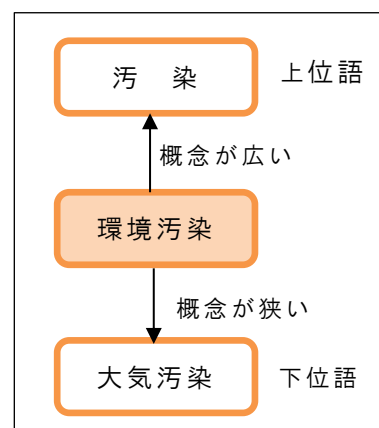 汚　染
上位語
概念が広い
環境汚染
概念が狭い
大気汚染
下位語